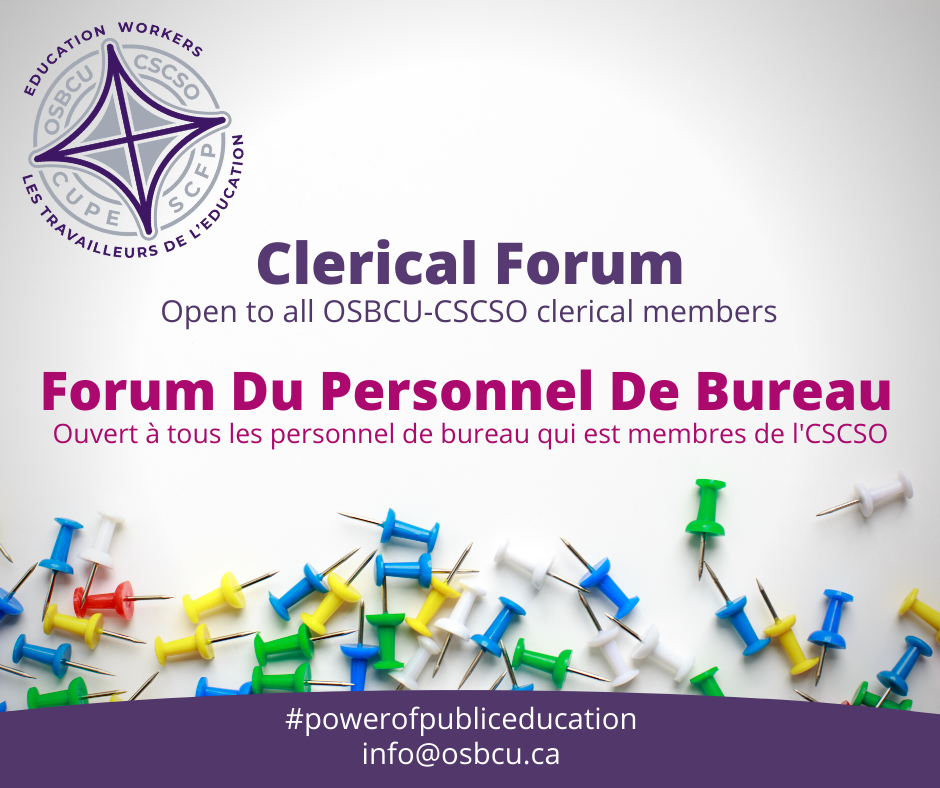 EDUCATION WORKERS
OSBCU
CSCSO
CUPE
SCFP
LES TRAVAILLEURS DE L'EDUCATION
Clerical Forum
Open to all OSBCU-CSCSO clerical members
Forum Du Personnel De Bureau
Ouvert à tous les personnel de bureau qui est membres de l'CSCSO
#powerofpubliceducation
info@osbcu.ca